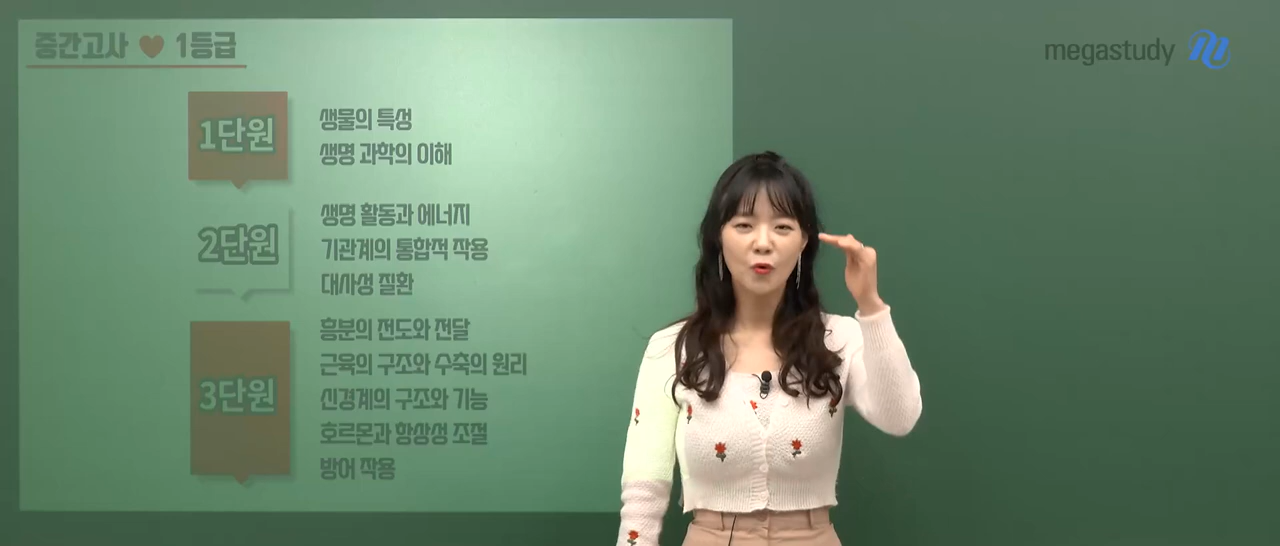 중간고사 ♥ 1등급
megastudy
1단원
생물의 특성
생명 과학의 이해
2단원
생명 활동과 에너지
기관계의 통합적 작용
대사성 질환
3단원
흥분의 전도와 전달
근육의 구조와 수축의 원리
신경계의 구조와 기능
호르몬과 항상성 조절
방어 작용